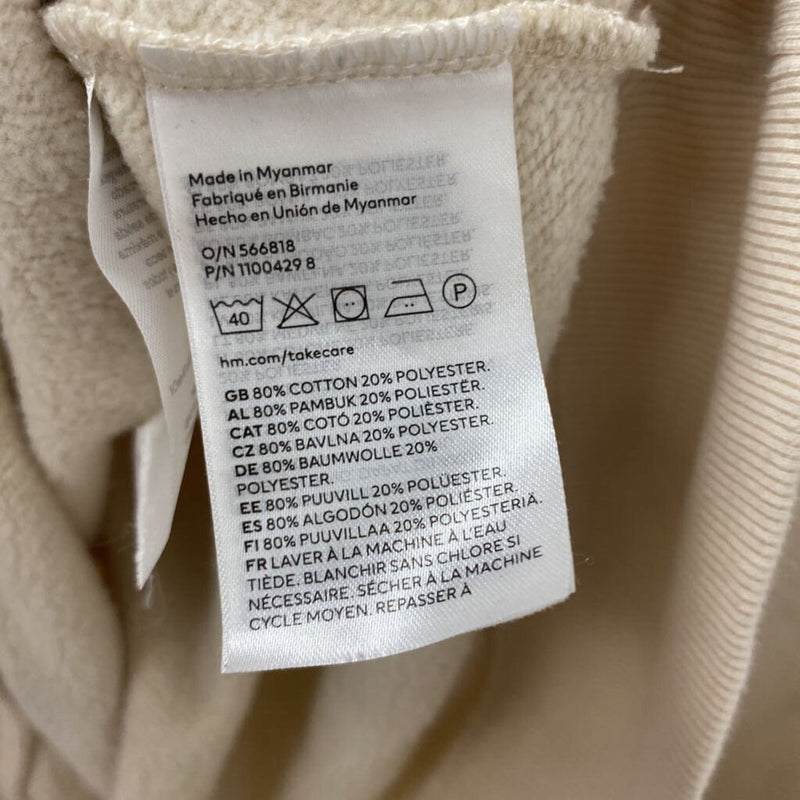 Made in Myanmar
Fabriqué en Birmanie
Hecho en Unión de Myanmar
O/N 566818
P/N 1100429 8
40
P
hm.com/takecare
GB 80% COTTON 20% POLYESTER.
AL 80% PAMBUK 20% POLIESTËR.
CAT 80% COTÓ 20% POLIÈSTER.
CZ 80% BAVLNA 20% POLYESTER.
DE 80% BAUMWOLLE 20%
POLYESTER.
EE 80% PUUVILL 20% POLÜESTER.
ES 80% ALGODÓN 20% POLIÉSTER.
FI 80% PUUVILLAA 20% POLYESTERIÄ.
FR LAVER À LA MACHINE À L'EAU
TIÈDE. BLANCHIR SANS CHLORE SI
NÉCESSAIRE. SÉCHER À LA MACHINE
CYCLE MOYEN. REPASSER À